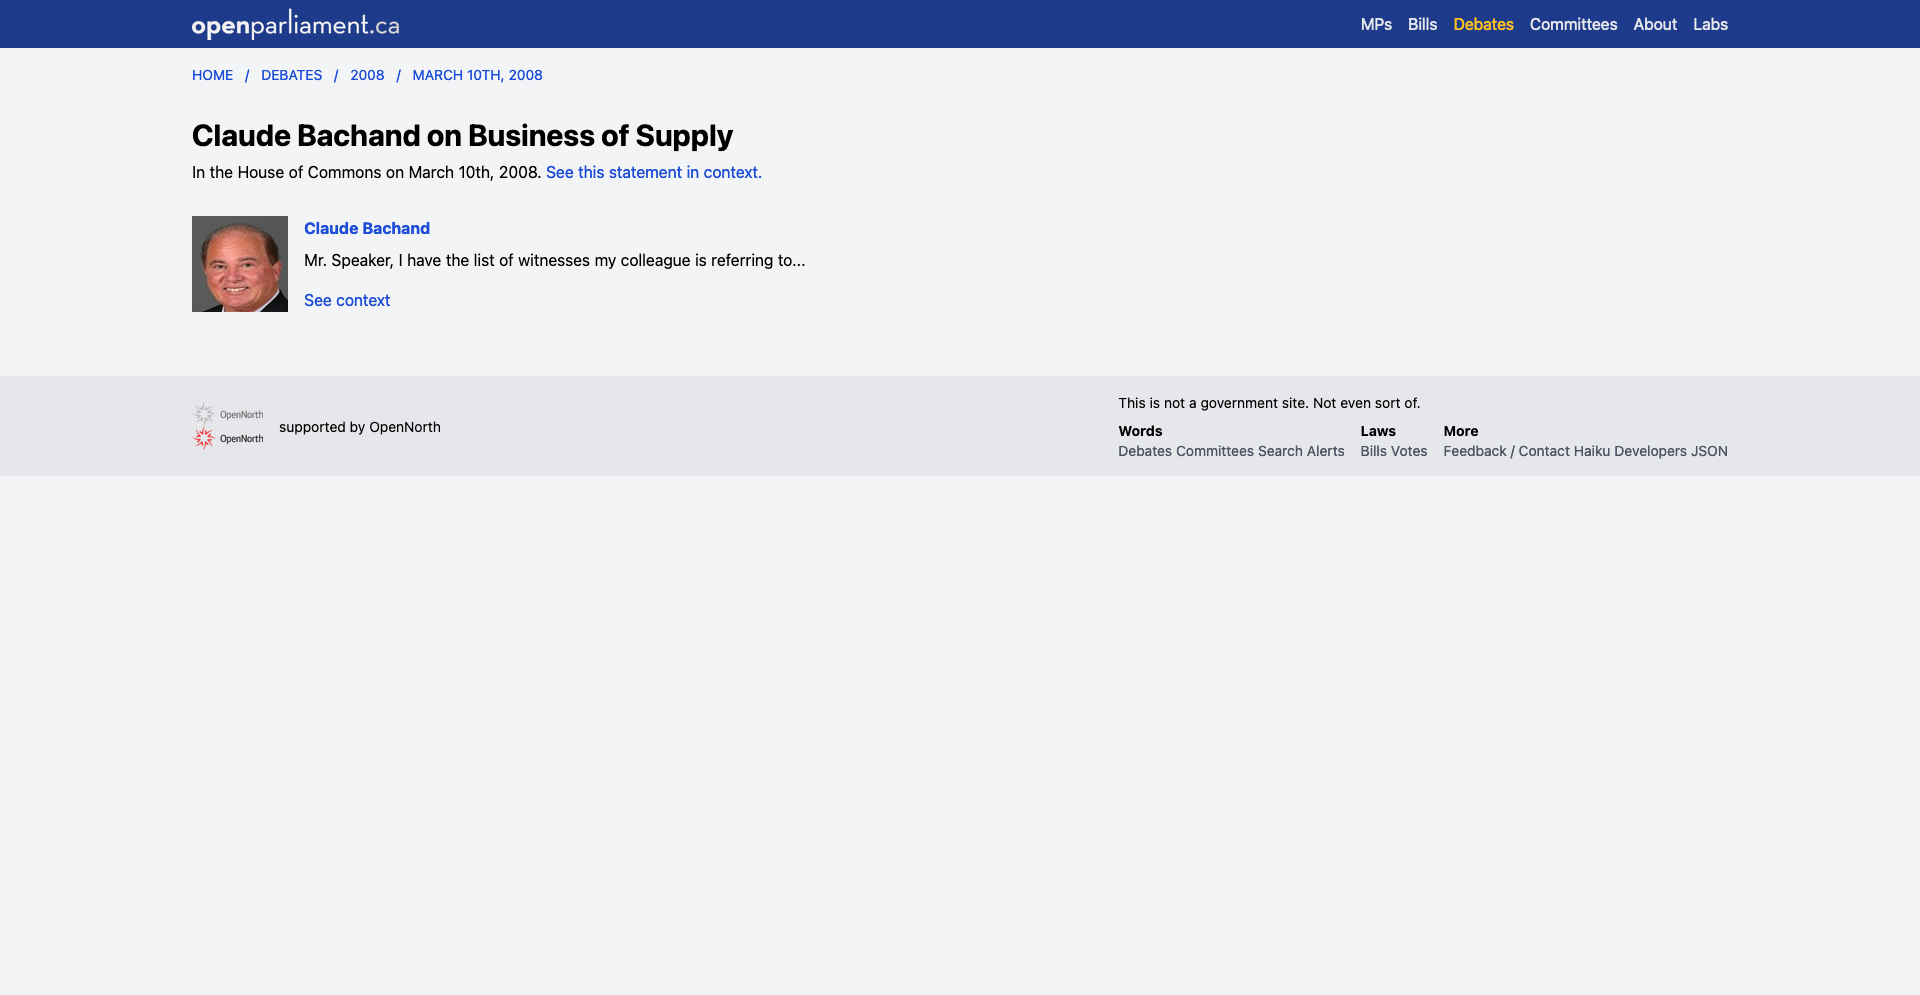 openparliament.ca
MPs Bills Debates Committees About Labs
HOME / DEBATES / 2008 / MARCH 10TH, 2008
Claude Bachand on Business of Supply
In the House of Commons on March 10th, 2008. See this statement in context.
Claude Bachand
Mr. Speaker, I have the list of witnesses my colleague is referring to...
See context
OpenNorth
OpenNorth
supported by OpenNorth
This is not a government site. Not even sort of.
Words Laws More
Debates Committees Search Alerts Bills Votes Feedback / Contact Haiku Developers JSON